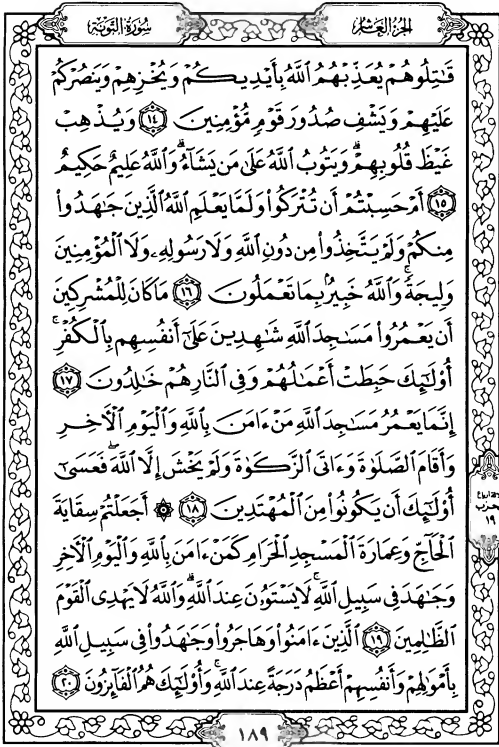 الجزء العاشر
سورة التوبة
قَٰتِلُوهُمْ يُعَذِّبْهُمُ ٱللَّهُ بِأَيْدِيكُمْ وَيُخْزِهِمْ وَيَنصُرْكُمْ
عَلَيْهِمْ وَيَشْفِ صُدُورَ قَوْمٍ مُّؤْمِنِينَ ١٤ وَيُذْهِبْ
غَيْظَ قُلُوبِهِمْ ۗ وَيَتُوبُ ٱللَّهُ عَلَىٰ مَن يَشَآءُ ۗ وَٱللَّهُ عَلِيمٌ حَكِيمٌ
١٥ أَمْ حَسِبْتُمْ أَن تُتْرَكُوا۟ وَلَمَّا يَعْلَمِ ٱللَّهُ ٱلَّذِينَ جَٰهَدُوا۟
مِنكُمْ وَلَمْ يَتَّخِذُوا۟ مِن دُونِ ٱللَّهِ وَلَا رَسُولِهِۦ وَلَا ٱلْمُؤْمِنِينَ
وَلِيجَةً ۚ وَٱللَّهُ خَبِيرٌۢ بِمَا تَعْمَلُونَ ١٦ مَا كَانَ لِلْمُشْرِكِينَ
أَن يَعْمُرُوا۟ مَسَٰجِدَ ٱللَّهِ شَٰهِدِينَ عَلَىٰٓ أَنفُسِهِم بِٱلْكُفْرِ ۚ
أُو۟لَٰٓئِكَ حَبِطَتْ أَعْمَٰلُهُمْ وَفِى ٱلنَّارِ هُمْ خَٰلِدُونَ ١٧
إِنَّمَا يَعْمُرُ مَسَٰجِدَ ٱللَّهِ مَنْ ءَامَنَ بِٱللَّهِ وَٱلْيَوْمِ ٱلْءَاخِرِ
وَأَقَامَ ٱلصَّلَوٰةَ وَءَاتَى ٱلزَّكَوٰةَ وَلَمْ يَخْشَ إِلَّا ٱللَّهَ ۖ فَعَسَىٰٓ
أُو۟لَٰٓئِكَ أَن يَكُونُوا۟ مِنَ ٱلْمُهْتَدِينَ ١٨ ۞ أَجَعَلْتُمْ سِقَايَةَ
ٱلْحَآجِّ وَعِمَارَةَ ٱلْمَسْجِدِ ٱلْحَرَامِ كَمَنْ ءَامَنَ بِٱللَّهِ وَٱلْيَوْمِ ٱلْءَاخِرِ
وَجَٰهَدَ فِى سَبِيلِ ٱللَّهِ ۚ لَا يَسْتَوُۥنَ عِندَ ٱللَّهِ ۗ وَٱللَّهُ لَا يَهْدِى ٱلْقَوْمَ
ٱلظَّٰلِمِينَ ١٩ ٱلَّذِينَ ءَامَنُوا۟ وَهَاجَرُوا۟ وَجَٰهَدُوا۟ فِى سَبِيلِ ٱللَّهِ
بِأَمْوَٰلِهِمْ وَأَنفُسِهِمْ أَعْظَمُ دَرَجَةً عِندَ ٱللَّهِ ۚ وَأُو۟لَٰٓئِكَ هُمُ ٱلْفَآئِزُونَ ٢٠
١٨٩